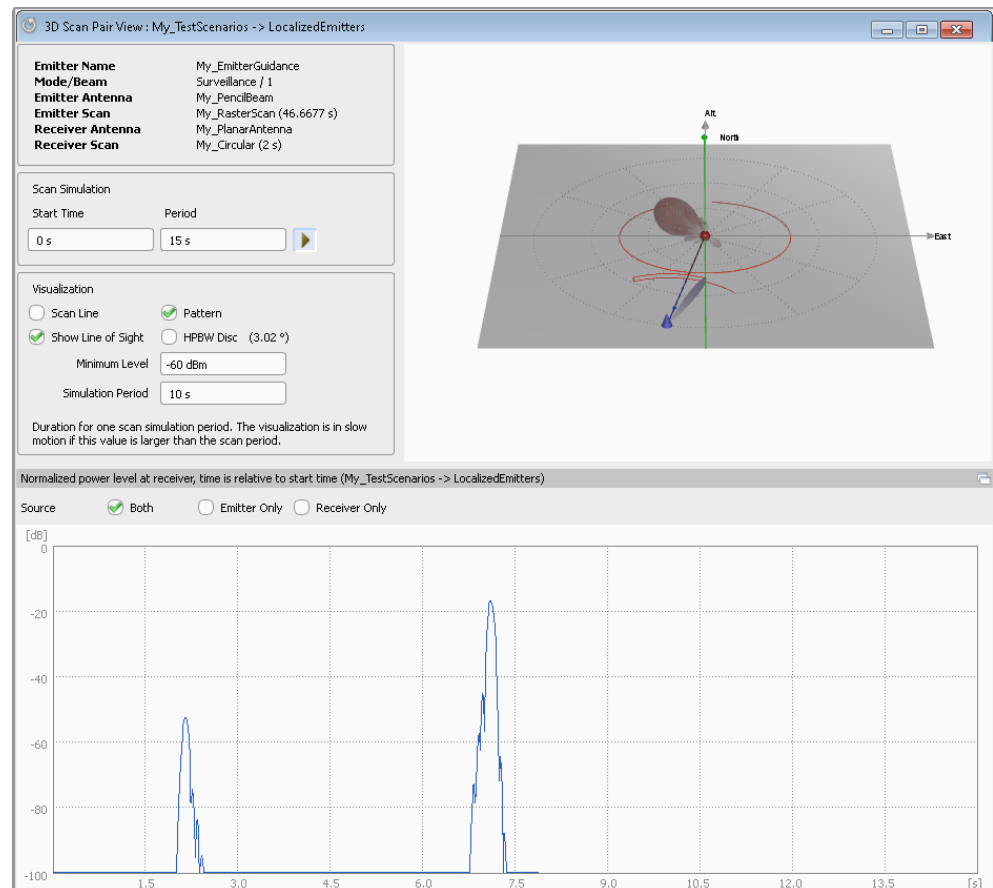 3D Scan Pair View : My_TestScenarios -> LocalizedEmitters
Emitter Name My_EmitterGuidance
Mode/Beam Surveillance / 1
Emitter Antenna My_PencilBeam
Emitter Scan My_RasterScan (46.6677 s)
Receiver Antenna My_PlanarAntenna
Receiver Scan My_Circular (2 s)
Scan Simulation
Start Time Period
0 s 15 s
Visualization
Scan Line Pattern
Show Line of Sight HPBW Disc (3.02 °)
Minimum Level -60 dBm
Simulation Period 10 s
Duration for one scan simulation period. The visualization is in slow
motion if this value is larger than the scan period.
Alt.
North
East
Normalized power level at receiver, time is relative to start time (My_TestScenarios -> LocalizedEmitters)
Source Both Emitter Only Receiver Only
[dB]
0
-20
-40
-60
-80
-100
1.5 3.0 4.5 6.0 7.5 9.0 10.5 12.0 13.5 [s]